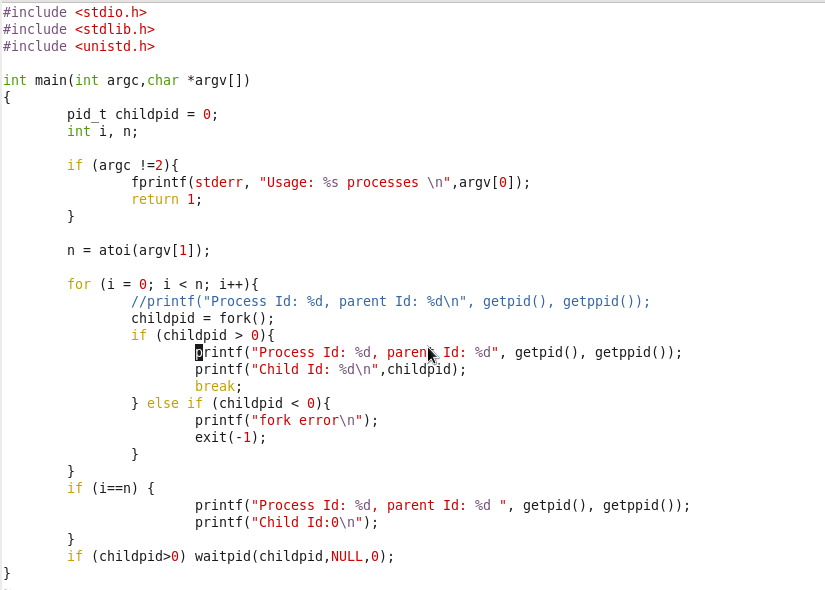 #include <stdio.h>
#include <stdlib.h>
#include <unistd.h>

int main(int argc,char *argv[])
{
        pid_t childpid = 0;
        int i, n;

        if (argc !=2){
                fprintf(stderr, "Usage: %s processes \n",argv[0]);
                return 1;
        }

        n = atoi(argv[1]);

        for (i = 0; i < n; i++){
                //printf("Process Id: %d, parent Id: %d\n", getpid(), getppid());
                childpid = fork();
                if (childpid > 0){
                        printf("Process Id: %d, parent Id: %d", getpid(), getppid());
                        printf("Child Id: %d\n",childpid);
                        break;
                } else if (childpid < 0){
                        printf("fork error\n");
                        exit(-1);
                }
        }
        if (i==n) {
                        printf("Process Id: %d, parent Id: %d ", getpid(), getppid());
                        printf("Child Id:0\n");
        }
        if (childpid>0) waitpid(childpid,NULL,0);
}